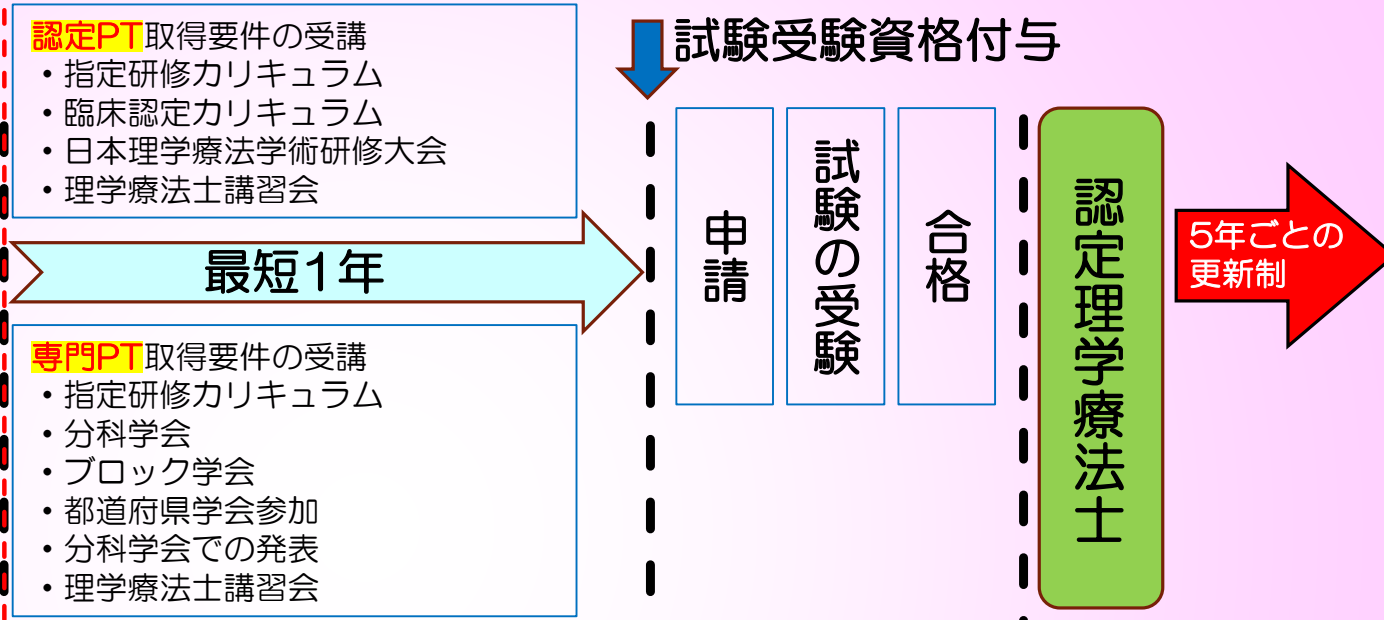 認定PT取得要件の受講
・指定研修カリキュラム
・臨床認定カリキュラム
・日本理学療法学術研修大会
・理学療法士講習会
最短1年
専門PT取得要件の受講
・指定研修カリキュラム
・分科学会
・ブロック学会
・都道府県学会参加
・分科学会での発表
・理学療法士講習会
試験受験資格付与
申請
試験の受験
合格
認定理学療法士
5年ごとの
更新制